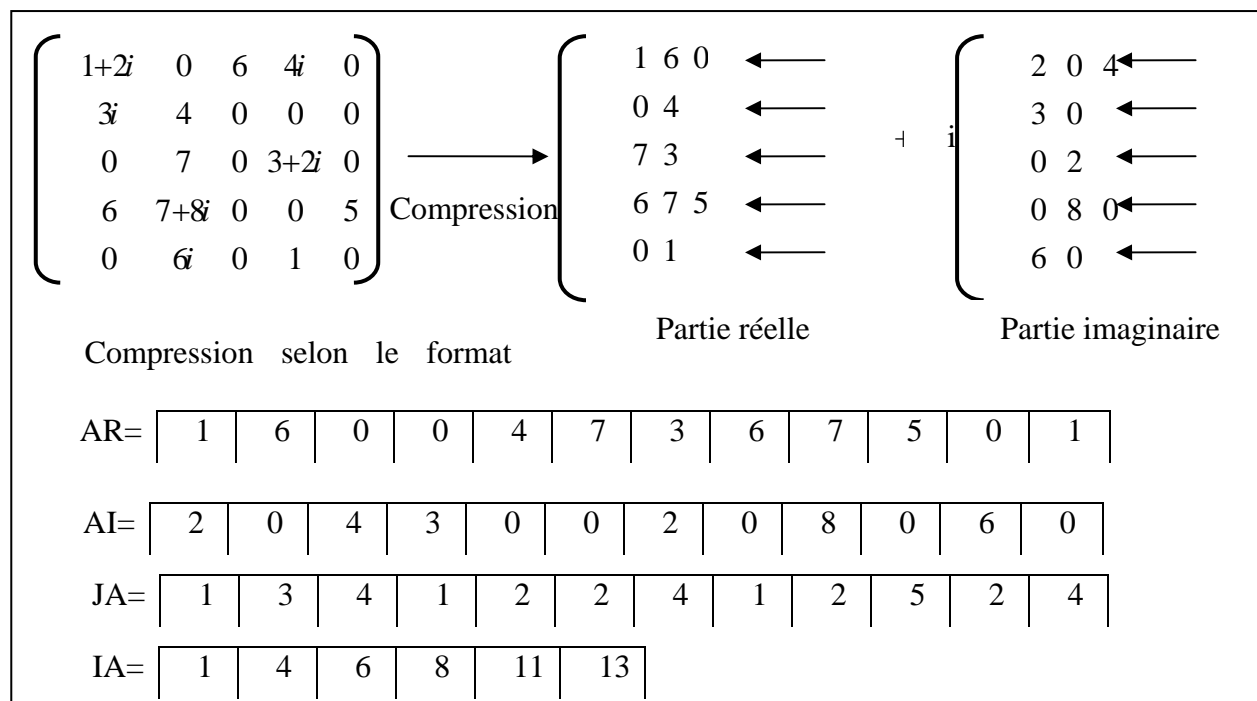 1+2i 0 6 4i 0
3i 4 0 0 0
0 7 0 3+2i 0
6 7+8i 0 0 5
0 6i 0 1 0
Compression
1 6 0
0 4
7 3
6 7 5
0 1
Partie réelle
+ i
2 0 4
3 0
0 2
0 8 0
6 0
Partie imaginaire
Compression selon le format
AR= 1 6 0 0 4 7 3 6 7 5 0 1
AI= 2 0 4 3 0 0 2 0 8 0 6 0
JA= 1 3 4 1 2 2 4 1 2 5 2 4
IA= 1 4 6 8 11 13